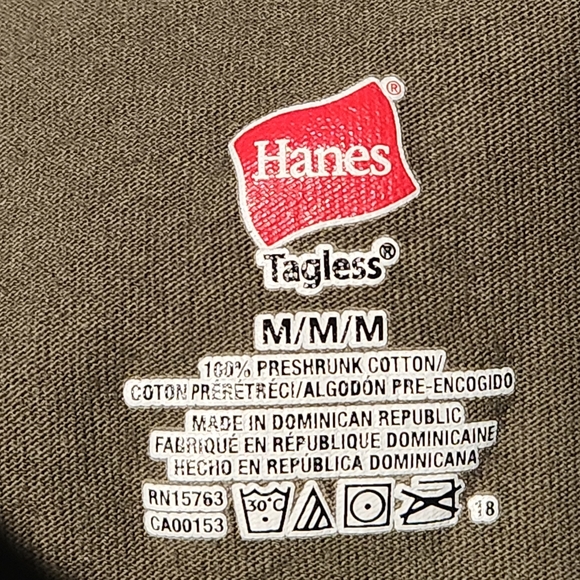 Hanes®
Tagless®
M/M/M
100% PRESHRUNK COTTON/
COTON PRÉRÉTRÉCI/ALGODÓN PRE-ENCOGIDO
MADE IN DOMINICAN REPUBLIC
FABRIQUÉ EN RÉPUBLIQUE DOMINICAINE
HECHO EN REPÚBLICA DOMINICANA
RN15763
CA00153
30°C
18